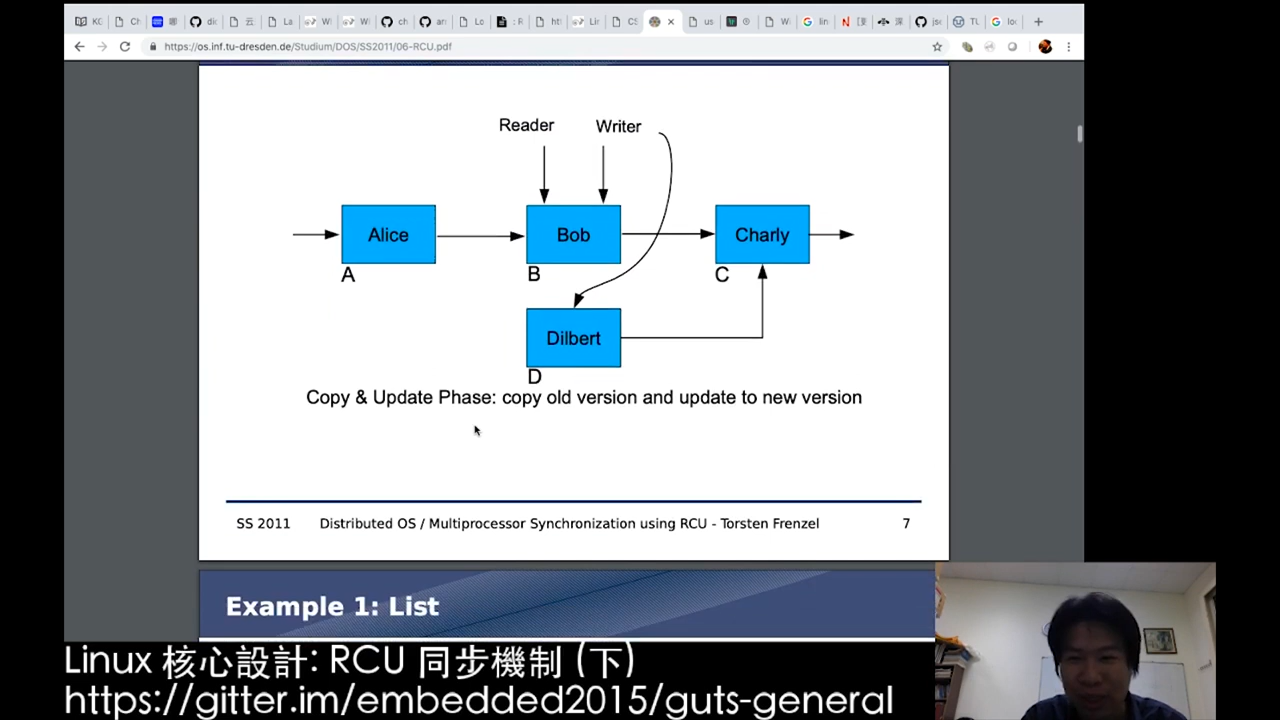 https://os.inf.tu-dresden.de/Studium/DOS/SS2011/06-RCU.pdf
Reader Writer
Alice Bob Charly
A B C
Dilbert
D
Copy & Update Phase: copy old version and update to new version
SS 2011 Distributed OS / Multiprocessor Synchronization using RCU - Torsten Frenzel 7
Example 1: List
Linux 核心設計: RCU 同步機制 (下)
https://gitter.im/embedded2015/guts-general